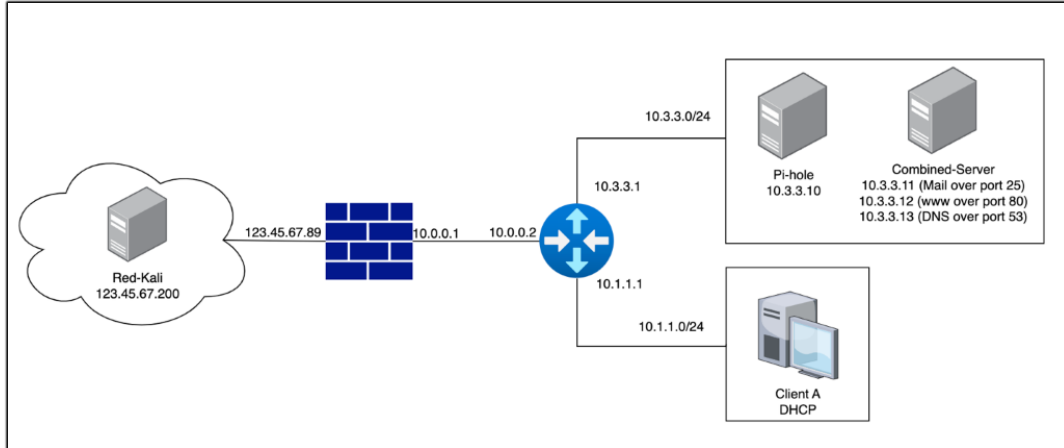 10.3.3.0/24
Pi-hole
10.3.3.10
Combined-Server
10.3.3.11 (Mail over port 25)
10.3.3.12 (www over port 80)
10.3.3.13 (DNS over port 53)
10.3.3.1
Red-Kali
123.45.67.200
123.45.67.89
10.0.0.1
10.0.0.2
10.1.1.1
10.1.1.0/24
Client A
DHCP